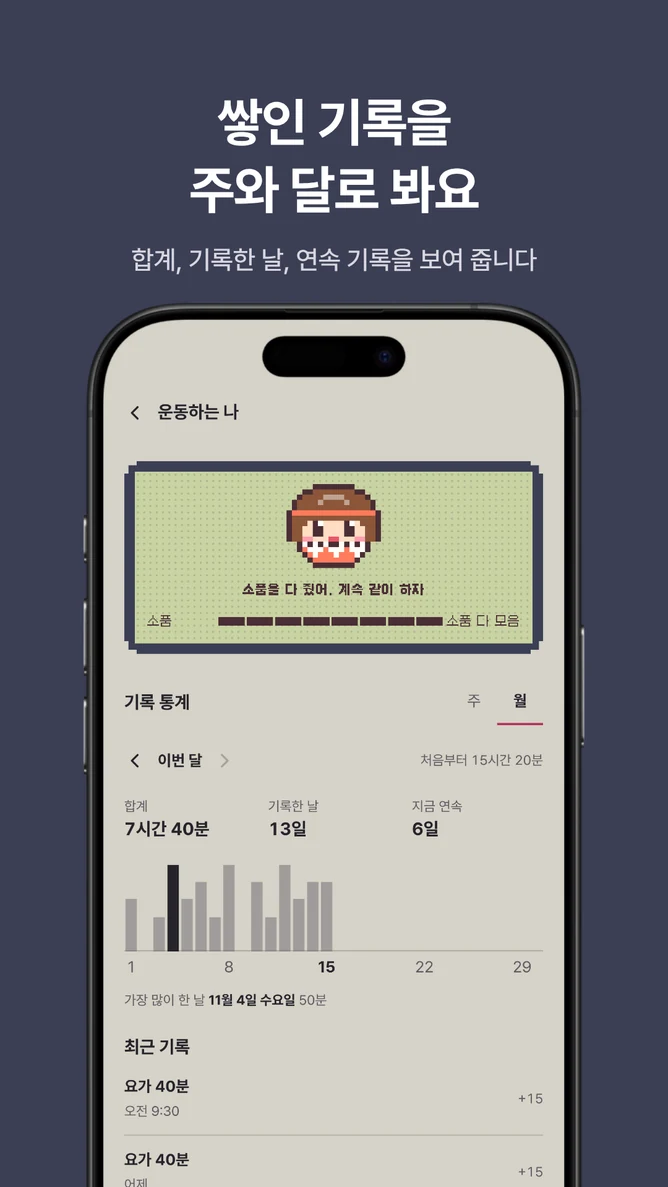 쌓인 기록을
주와 달로 봐요
합계, 기록한 날, 연속 기록을 보여 줍니다
운동하는 나
소품을 다 줬어. 계속 같이 하자
소품 소품 다 모음
기록 통계 주 월
이번 달 처음부터 15시간 20분
합계 기록한 날 지금 연속
7시간 40분 13일 6일
1 8 15 22 29
가장 많이 한 날 11월 4일 수요일 50분
최근 기록
요가 40분
오전 9:30 +15
요가 40분
어제 +15